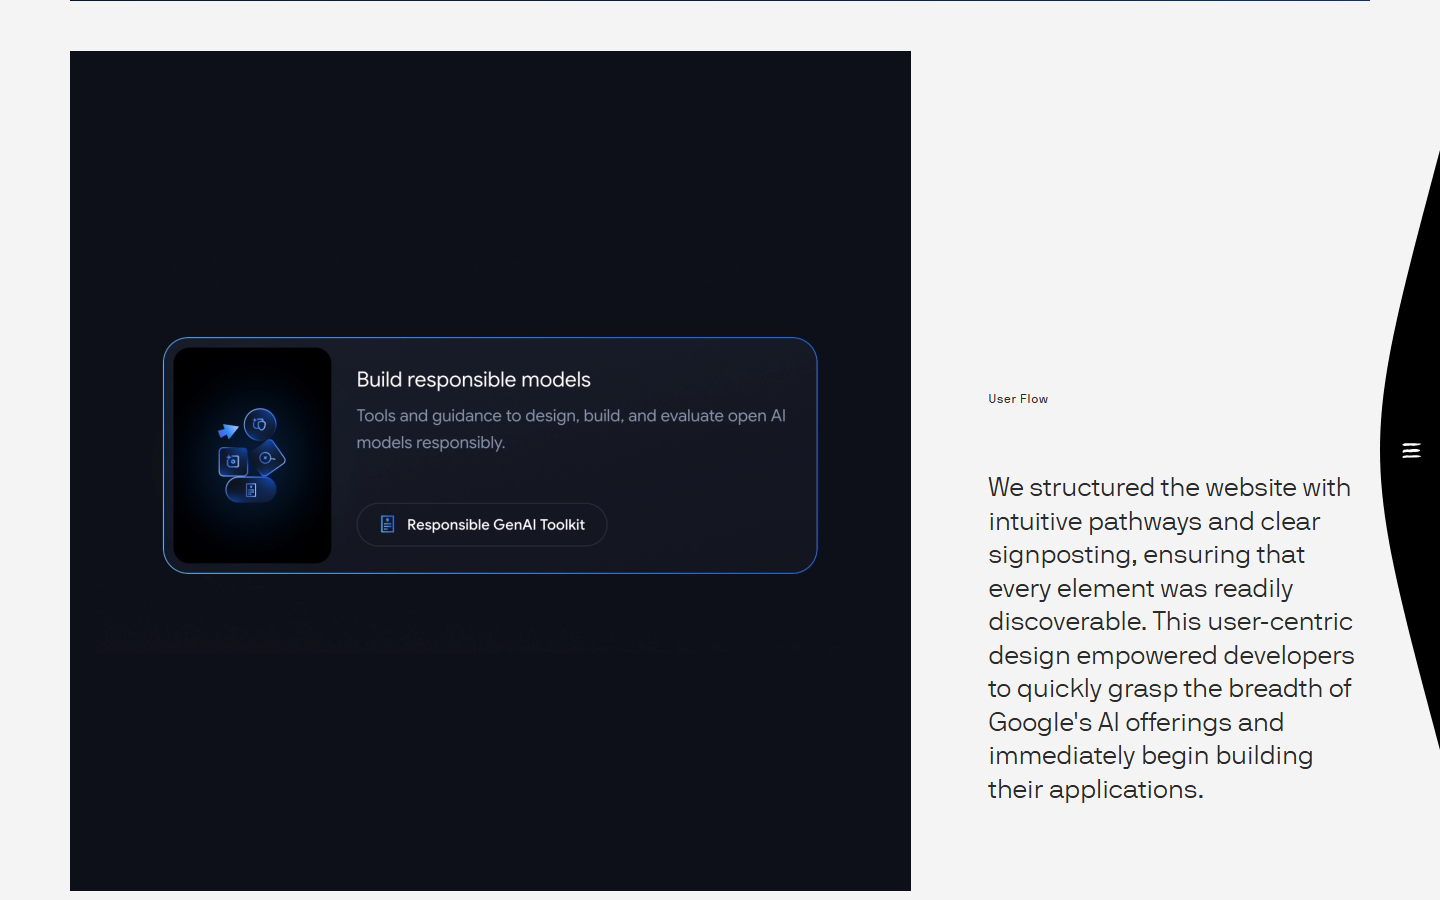 Build responsible models
Tools and guidance to design, build, and evaluate open AI
models responsibly.
Responsible GenAI Toolkit
User Flow
We structured the website with
intuitive pathways and clear
signposting, ensuring that
every element was readily
discoverable. This user-centric
design empowered developers
to quickly grasp the breadth of
Google's AI offerings and
immediately begin building
their applications.